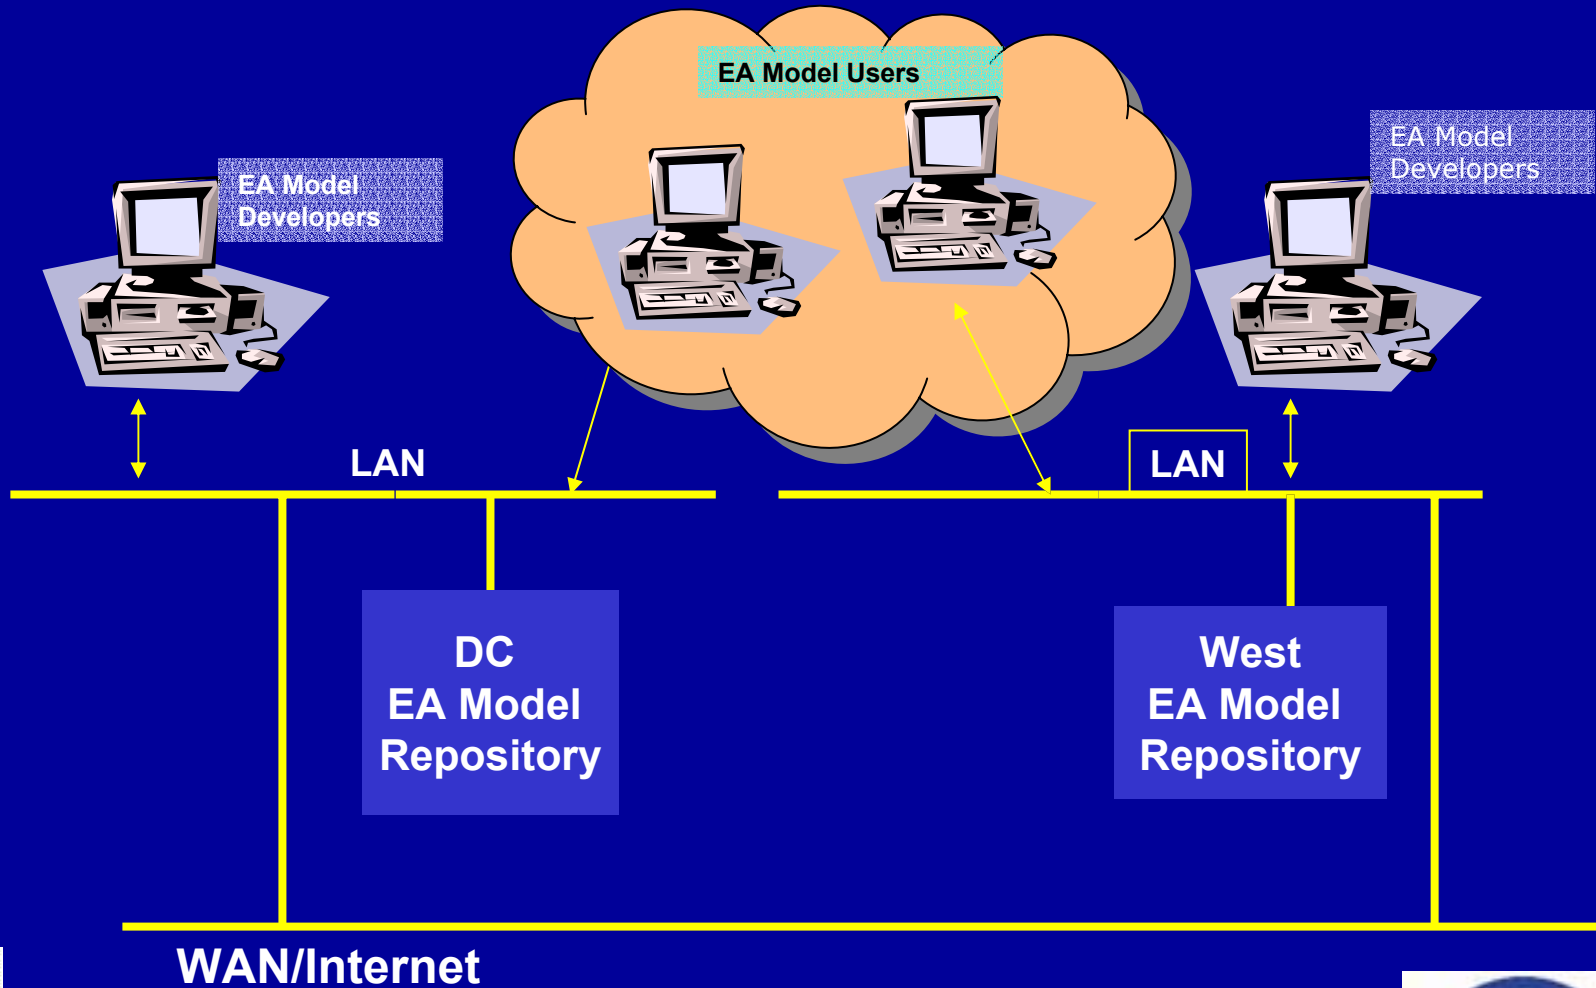 EA Model Users
EA Model
Developers
EA Model
Developers
LAN
LAN
DC
EA Model
Repository
West
EA Model
Repository
WAN/Internet